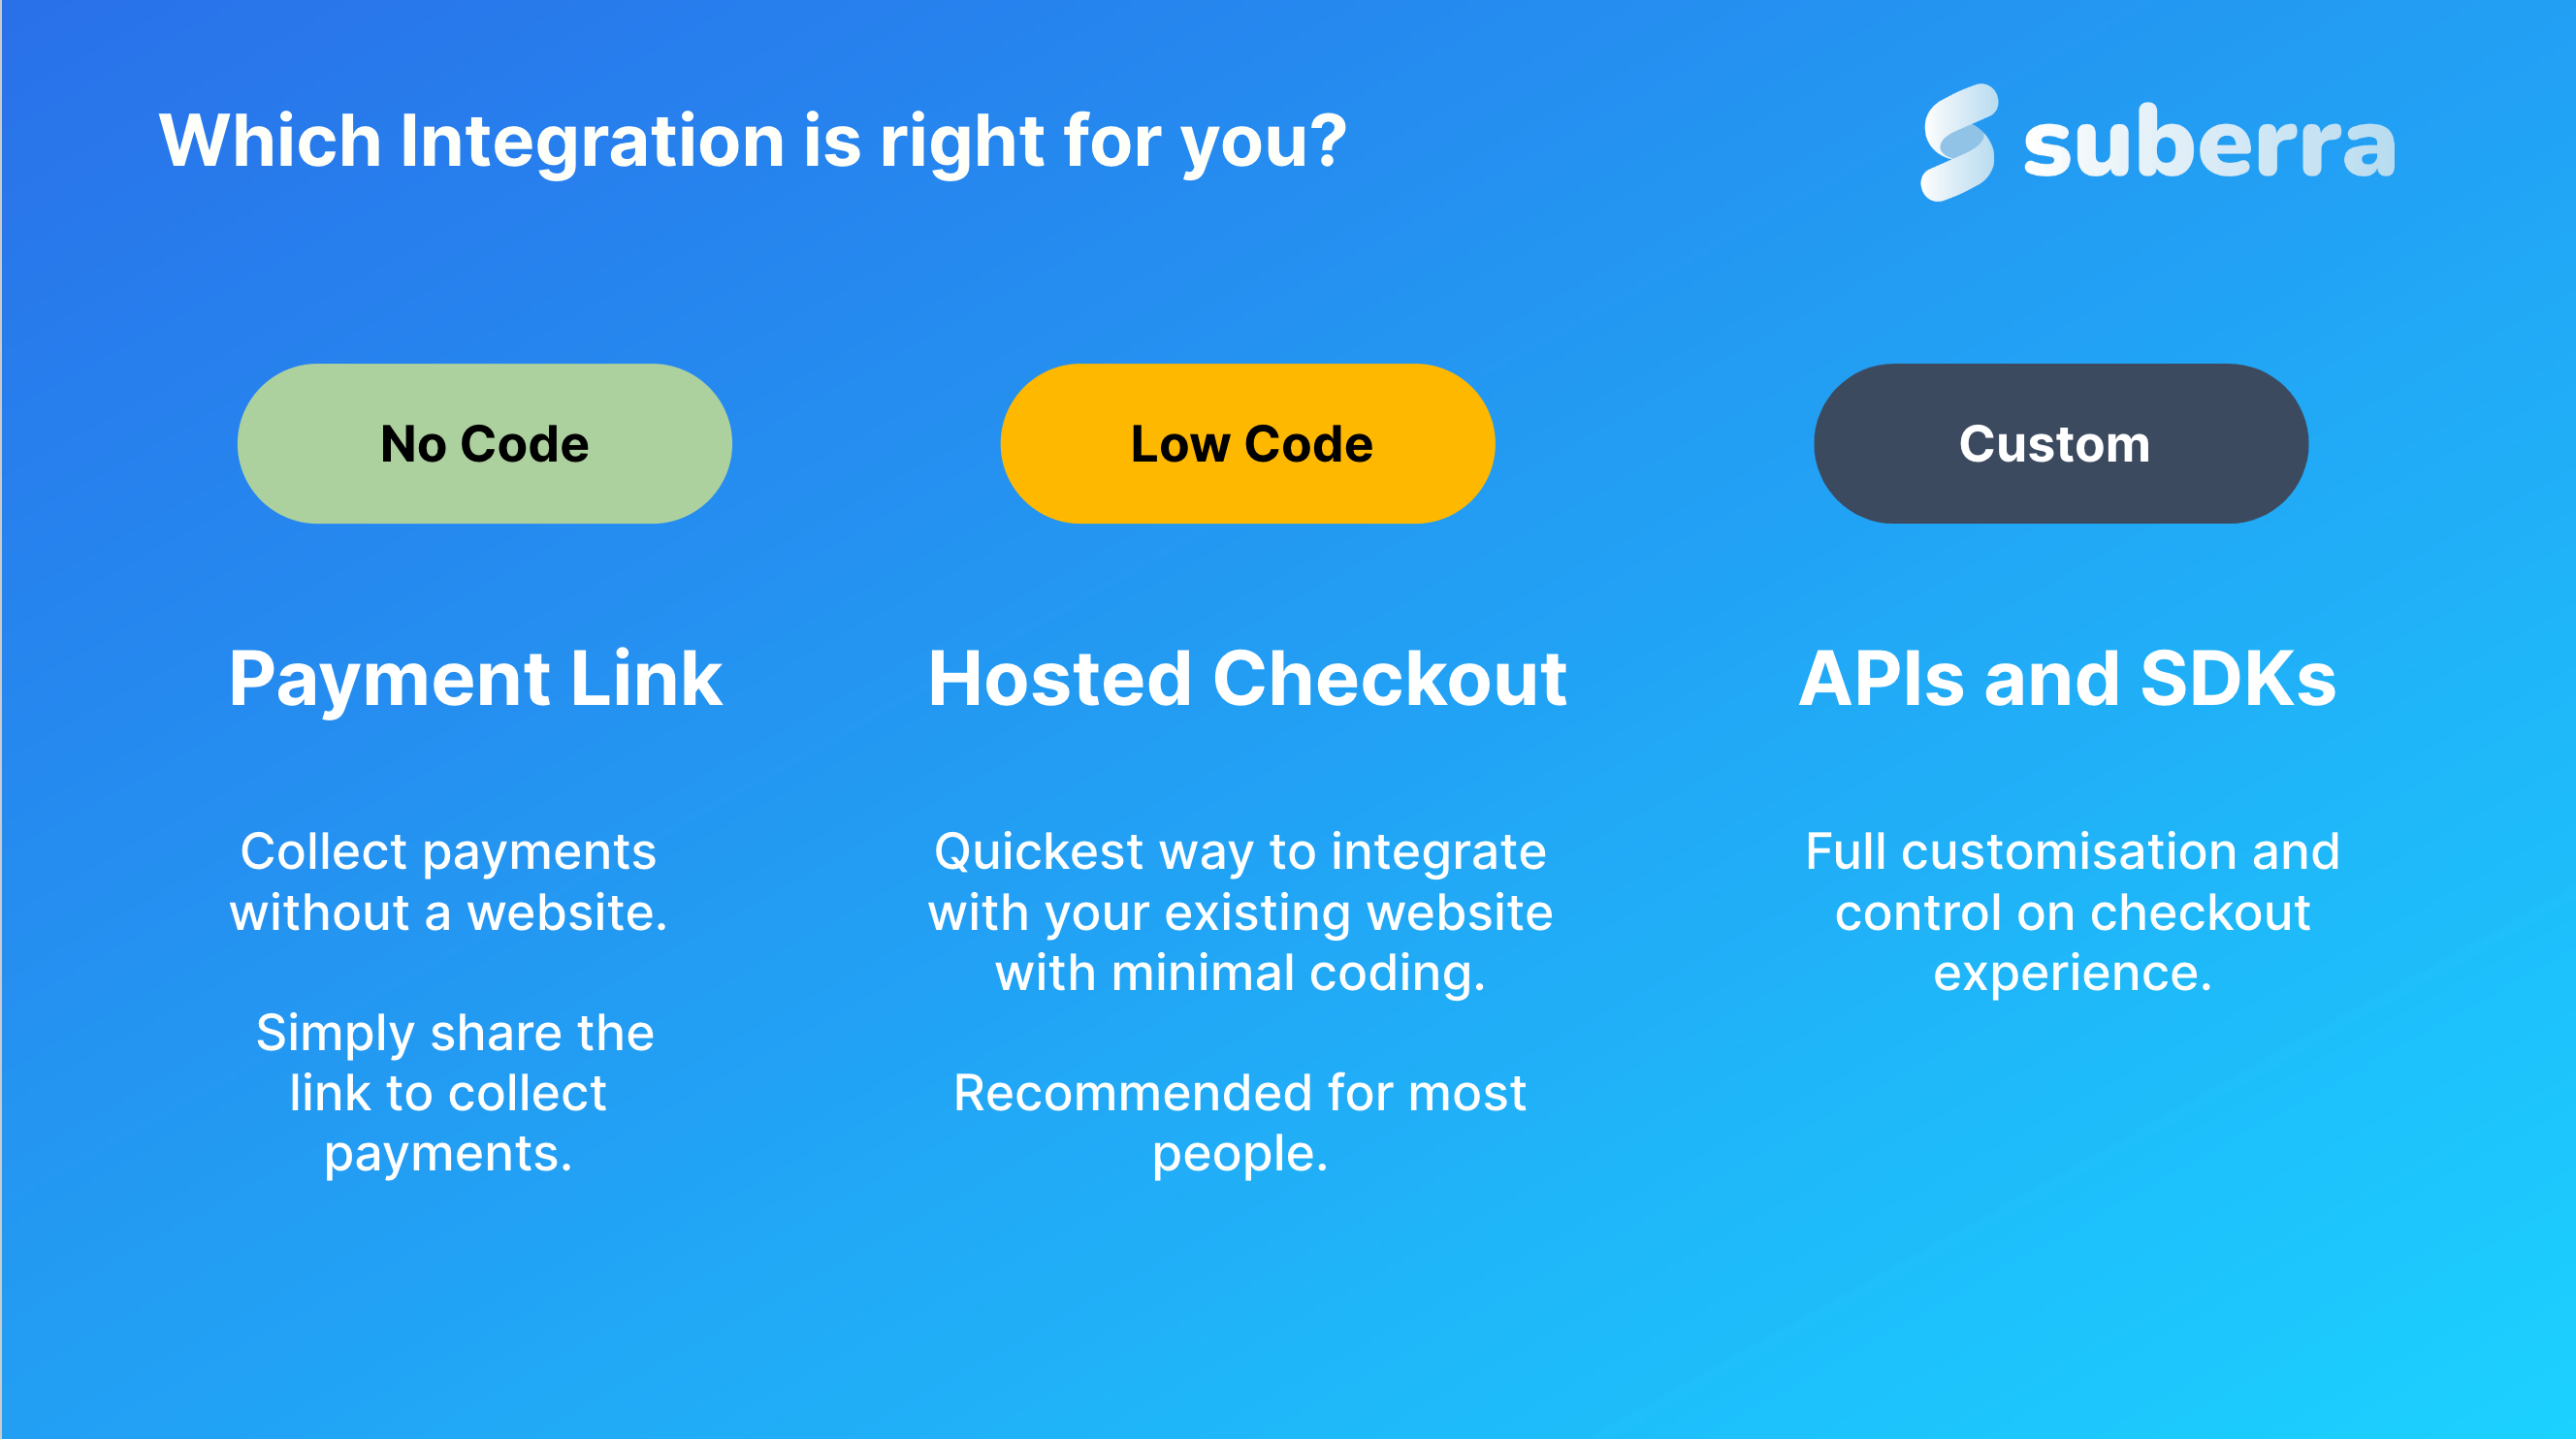 Which Integration is right for you?
suberra
No Code
Payment Link
Collect payments
without a website.
Simply share the
link to collect
payments.
Low Code
Hosted Checkout
Quickest way to integrate
with your existing website
with minimal coding.
Recommended for most
people.
Custom
APIs and SDKs
Full customisation and
control on checkout
experience.